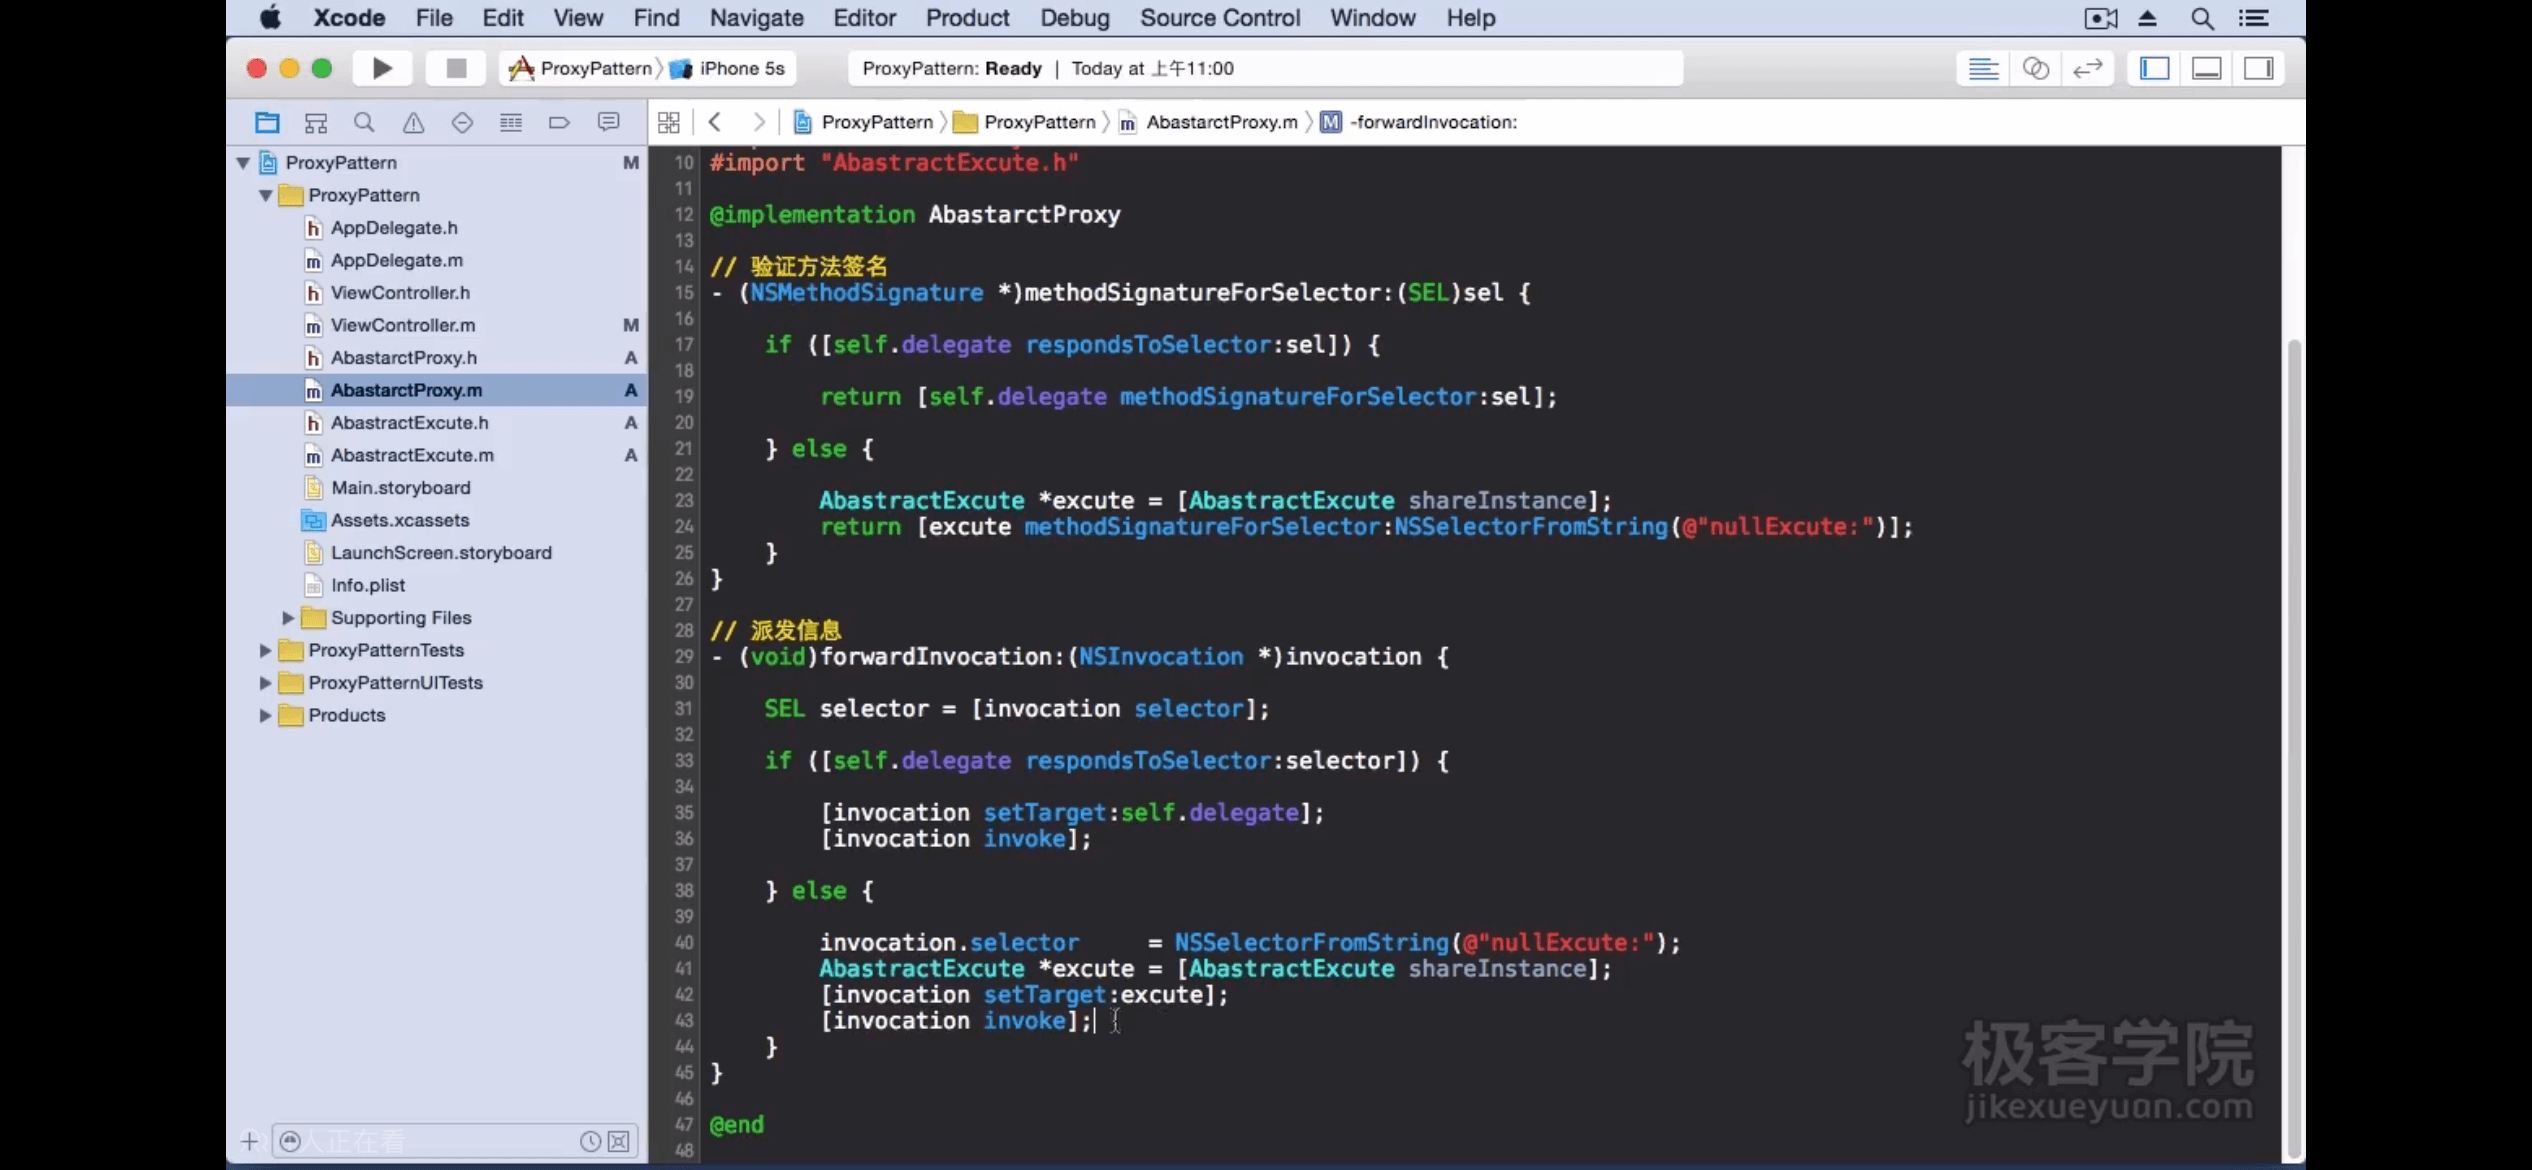 Xcode File Edit View Find Navigate Editor Product Debug Source Control Window Help
ProxyPattern iPhone 5s ProxyPattern: Ready | Today at 上午11:00
ProxyPattern ProxyPattern AbastarctProxy.m M -forwardInvocation:
ProxyPattern M
ProxyPattern
h AppDelegate.h
m AppDelegate.m
h ViewController.h
m ViewController.m M
h AbastarctProxy.h A
m AbastarctProxy.m A
h AbastractExcute.h A
m AbastractExcute.m A
Main.storyboard
Assets.xcassets
LaunchScreen.storyboard
Info.plist
Supporting Files
ProxyPatternTests
ProxyPatternUITests
Products
人正在看
10 #import "AbastractExcute.h"
11
12 @implementation AbastarctProxy
13
14 // 验证方法签名
15 - (NSMethodSignature *)methodSignatureForSelector:(SEL)sel {
16
17 if ([self.delegate respondsToSelector:sel]) {
18
19 return [self.delegate methodSignatureForSelector:sel];
20
21 } else {
22
23 AbastractExcute *excute = [AbastractExcute shareInstance];
24 return [excute methodSignatureForSelector:NSSelectorFromString(@"nullExcute:")];
25 }
26 }
27
28 // 派发信息
29 - (void)forwardInvocation:(NSInvocation *)invocation {
30
31 SEL selector = [invocation selector];
32
33 if ([self.delegate respondsToSelector:selector]) {
34
35 [invocation setTarget:self.delegate];
36 [invocation invoke];
37
38 } else {
39
40 invocation.selector = NSSelectorFromString(@"nullExcute:");
41 AbastractExcute *excute = [AbastractExcute shareInstance];
42 [invocation setTarget:excute];
43 [invocation invoke];
44 }
45 }
46
47 @end
48
极客学院
jikexueyuan.com